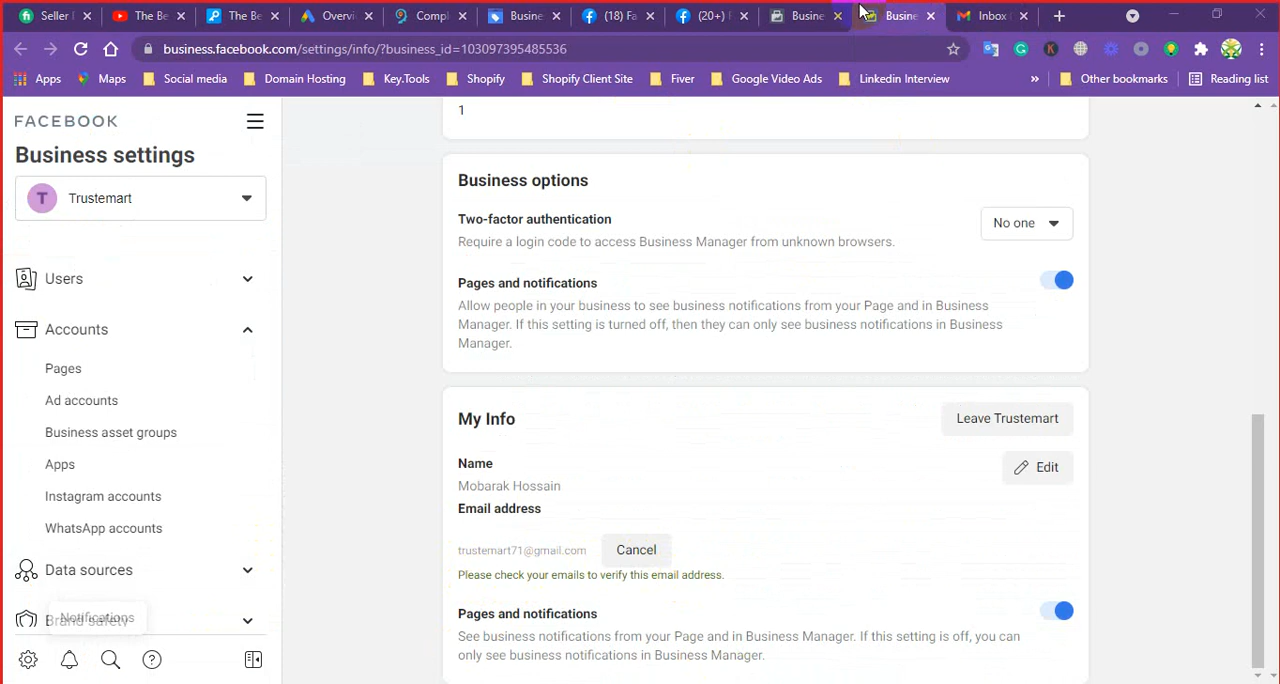 Seller
The Be
The Be
Overvi
Compl
Busine
(18) Fa
(20+) F
Busine
Busine
Inbox
business.facebook.com/settings/info/?business_id=103097395485536
Apps
Maps
Social media
Domain Hosting
Key.Tools
Shopify
Shopify Client Site
Fiver
Google Video Ads
Linkedin Interview
»
Other bookmarks
Reading list
FACEBOOK
Business settings
T Trustemart
Users
Accounts
Pages
Ad accounts
Business asset groups
Apps
Instagram accounts
WhatsApp accounts
Data sources
Brand safety
Notifications
1
Business options
Two-factor authentication
No one
Require a login code to access Business Manager from unknown browsers.
Pages and notifications
Allow people in your business to see business notifications from your Page and in Business
Manager. If this setting is turned off, then they can only see business notifications in Business
Manager.
My Info
Leave Trustemart
Name
Edit
Mobarak Hossain
Email address
trustemart71@gmail.com Cancel
Please check your emails to verify this email address.
Pages and notifications
See business notifications from your Page and in Business Manager. If this setting is off, you can
only see business notifications in Business Manager.